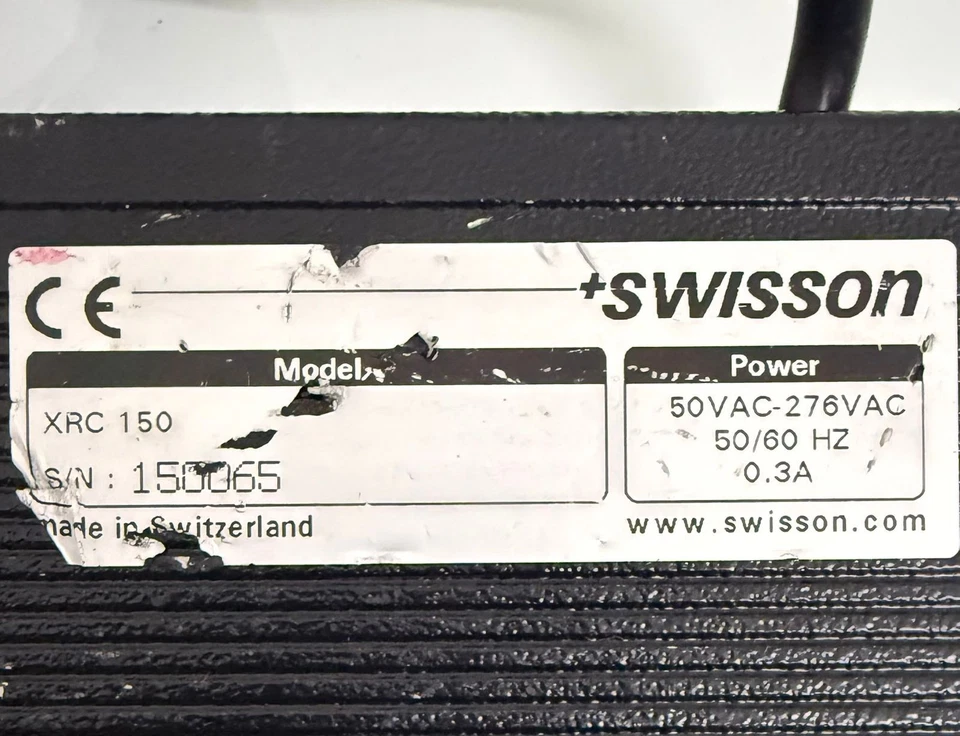 CE
+SWISSON
Model
XRC 150
S/N : 150065
made in Switzerland
Power
50VAC-276VAC
50/60 HZ
0.3A
www.swisson.com